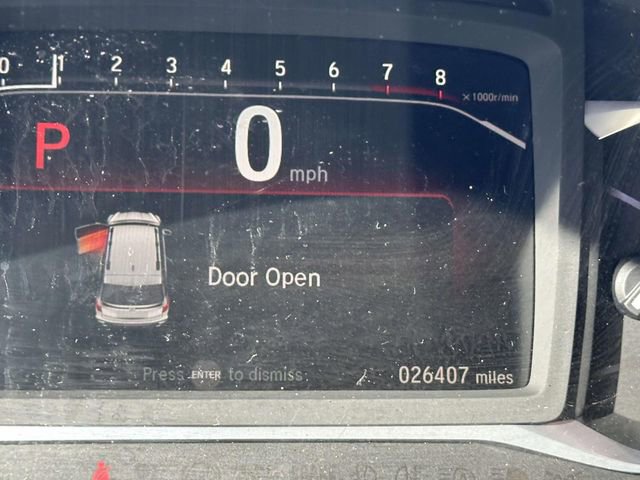 0 1 2 3 4 5 6 7 8
x1000r/min
P 0 mph
Door Open
Press ENTER to dismiss
026407 miles